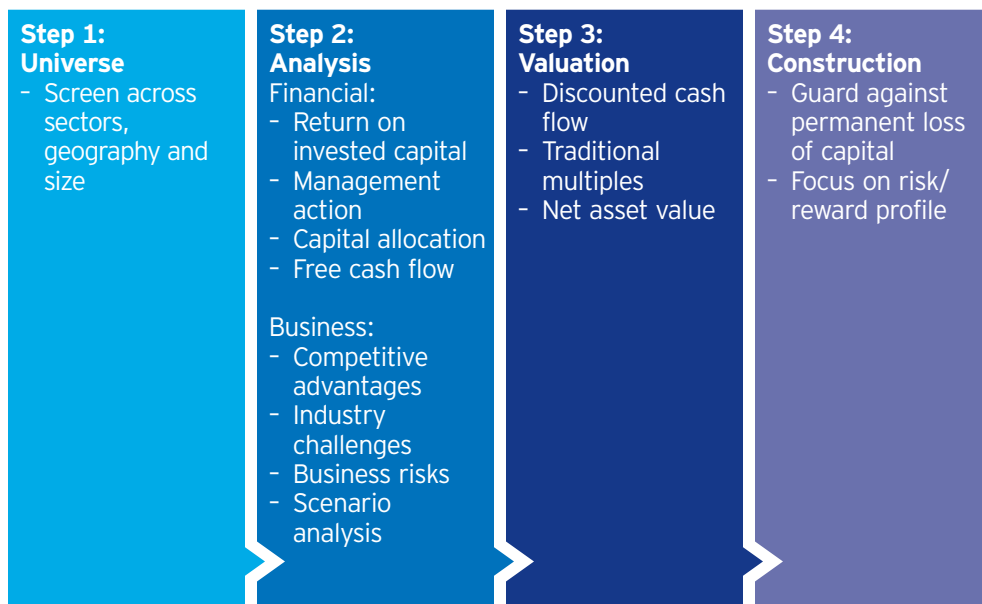 Step 1:
Universe
– Screen across
sectors,
geography and
size
Step 2:
Analysis
Financial:
– Return on
invested capital
– Management
action
– Capital allocation
– Free cash flow
Business:
– Competitive
advantages
– Industry
challenges
– Business risks
– Scenario
analysis
Step 3:
Valuation
– Discounted cash
flow
– Traditional
multiples
– Net asset value
Step 4:
Construction
– Guard against
permanent loss
of capital
– Focus on risk/
reward profile